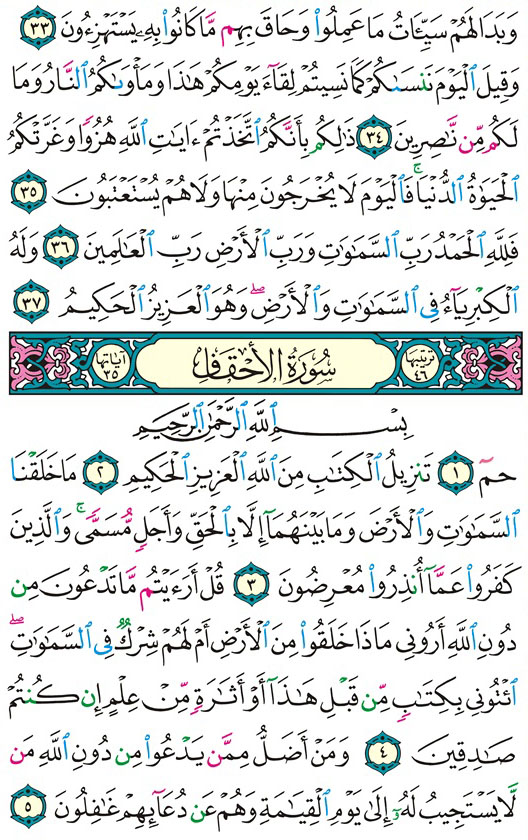 وَبَدَا لَهُمْ سَيِّـَٔاتُ مَا عَمِلُوا۟ وَحَاقَ بِهِم مَّا كَانُوا۟ بِهِۦ يَسْتَهْزِءُونَ ٣٣
وَقِيلَ ٱلْيَوْمَ نَنسَىٰكُمْ كَمَا نَسِيتُمْ لِقَآءَ يَوْمِكُمْ هَٰذَا وَمَأْوَىٰكُمُ ٱلنَّارُ وَمَا
لَكُم مِّن نَّٰصِرِينَ ٣٤ ذَٰلِكُم بِأَنَّكُمُ ٱتَّخَذْتُمْ ءَايَٰتِ ٱللَّهِ هُزُوًا وَغَرَّتْكُمُ
ٱلْحَيَوٰةُ ٱلدُّنْيَا ۚ فَٱلْيَوْمَ لَا يُخْرَجُونَ مِنْهَا وَلَا هُمْ يُسْتَعْتَبُونَ ٣٥
فَلِلَّهِ ٱلْحَمْدُ رَبِّ ٱلسَّمَٰوَٰتِ وَرَبِّ ٱلْأَرْضِ رَبِّ ٱلْعَٰلَمِينَ ٣٦ وَلَهُ
ٱلْكِبْرِيَآءُ فِى ٱلسَّمَٰوَٰتِ وَٱلْأَرْضِ ۖ وَهُوَ ٱلْعَزِيزُ ٱلْحَكِيمُ ٣٧
ترتيبها ٤٦ سُورَةُ الأَحْقَافِ آياتها ٣٥
بِسْمِ ٱللَّهِ ٱلرَّحْمَٰنِ ٱلرَّحِيمِ
حمٓ ١ تَنزِيلُ ٱلْكِتَٰبِ مِنَ ٱللَّهِ ٱلْعَزِيزِ ٱلْحَكِيمِ ٢ مَا خَلَقْنَا
ٱلسَّمَٰوَٰتِ وَٱلْأَرْضَ وَمَا بَيْنَهُمَآ إِلَّا بِٱلْحَقِّ وَأَجَلٍ مُّسَمًّى ۚ وَٱلَّذِينَ
كَفَرُوا۟ عَمَّآ أُنذِرُوا۟ مُعْرِضُونَ ٣ قُلْ أَرَءَيْتُم مَّا تَدْعُونَ مِن
دُونِ ٱللَّهِ أَرُونِى مَاذَا خَلَقُوا۟ مِنَ ٱلْأَرْضِ أَمْ لَهُمْ شِرْكٌ فِى ٱلسَّمَٰوَٰتِ ۖ
ٱئْتُونِى بِكِتَٰبٍ مِّن قَبْلِ هَٰذَآ أَوْ أَثَٰرَةٍ مِّنْ عِلْمٍ إِن كُنتُمْ
صَٰدِقِينَ ٤ وَمَنْ أَضَلُّ مِمَّن يَدْعُوا۟ مِن دُونِ ٱللَّهِ مَن
لَّا يَسْتَجِيبُ لَهُۥٓ إِلَىٰ يَوْمِ ٱلْقِيَٰمَةِ وَهُمْ عَن دُعَآئِهِمْ غَٰفِلُونَ ٥